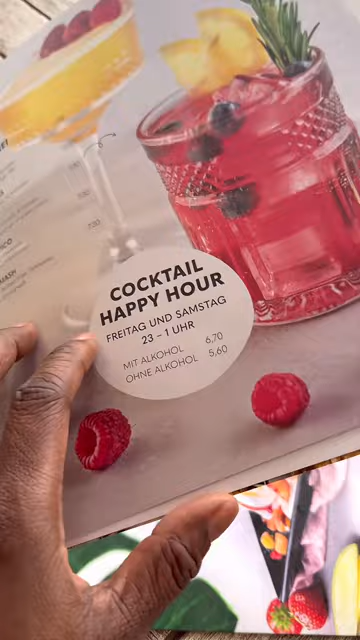 COCKTAIL
HAPPY HOUR
FREITAG UND SAMSTAG
23 – 1 UHR
MIT ALKOHOL 6,70
OHNE ALKOHOL 5,60